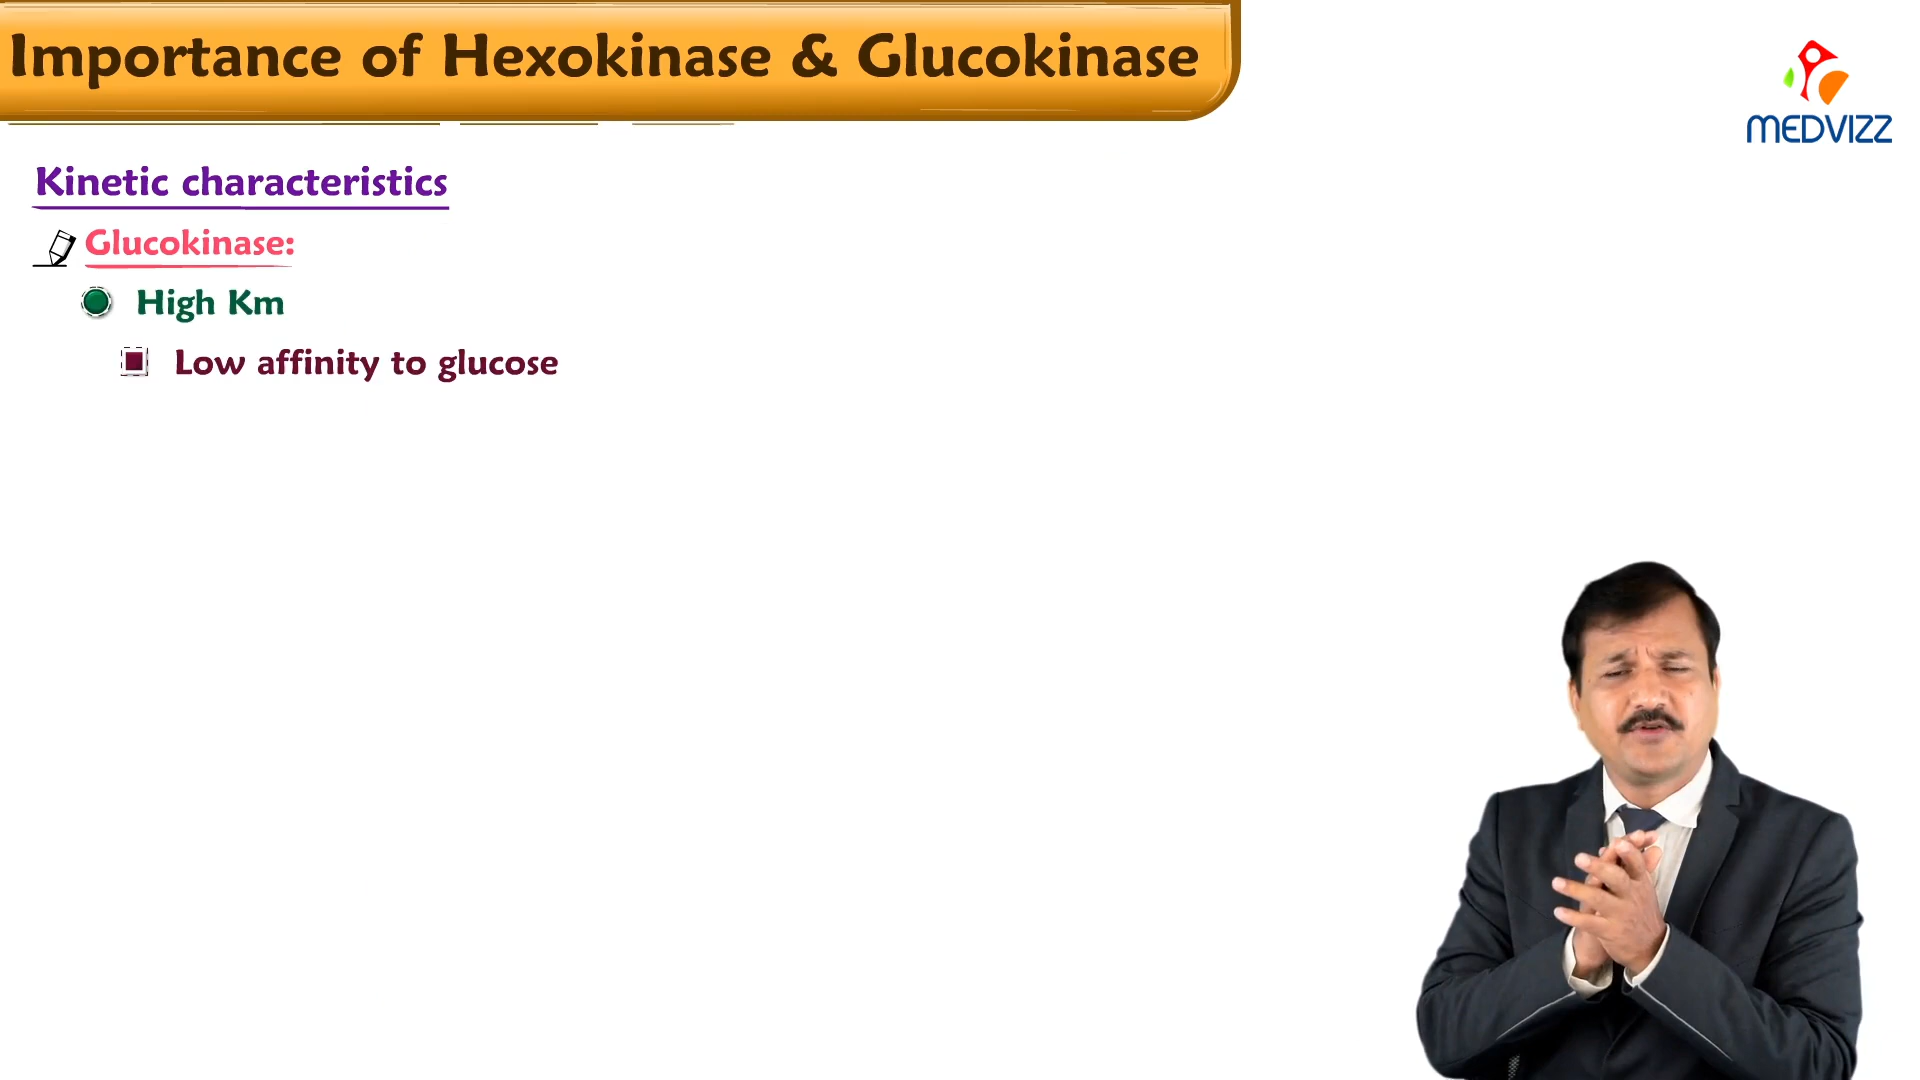 Importance of Hexokinase & Glucokinase
MEDVIZZ
Kinetic characteristics
Glucokinase:
High Km
Low affinity to glucose